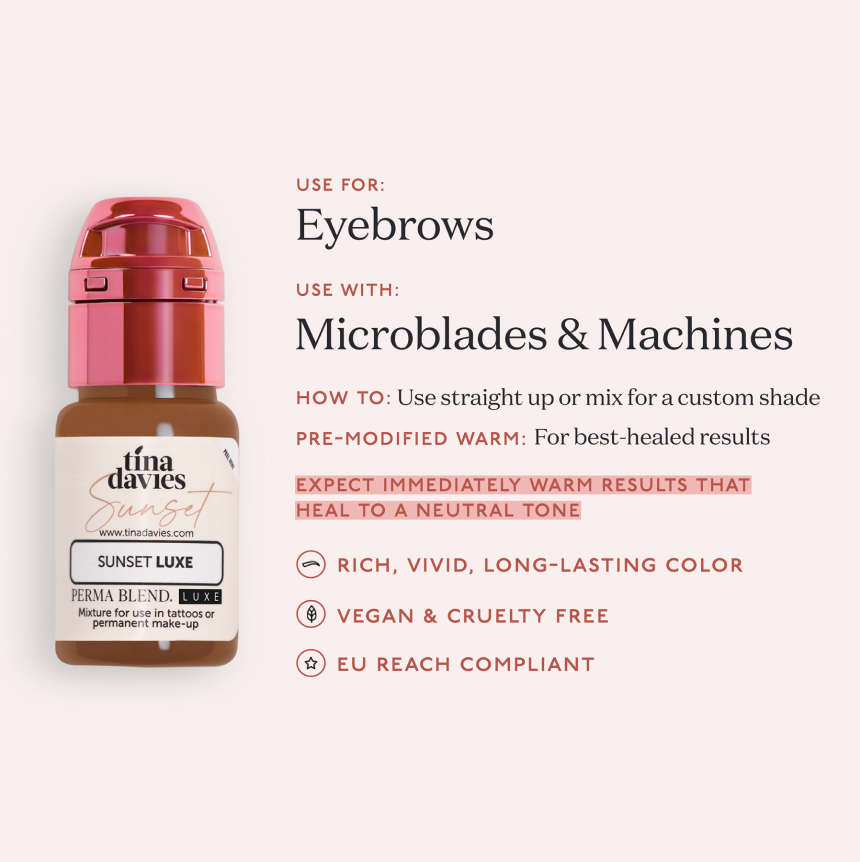 USE FOR:
Eyebrows
USE WITH:
Microblades & Machines
HOW TO: Use straight up or mix for a custom shade
PRE-MODIFIED WARM: For best-healed results
EXPECT IMMEDIATELY WARM RESULTS THAT
HEAL TO A NEUTRAL TONE
RICH, VIVID, LONG-LASTING COLOR
VEGAN & CRUELTY FREE
EU REACH COMPLIANT
tina
davies
Sunset
www.tinadavies.com
SUNSET LUXE
PERMA BLEND. LUXE
Mixture for use in tattoos or
permanent make-up